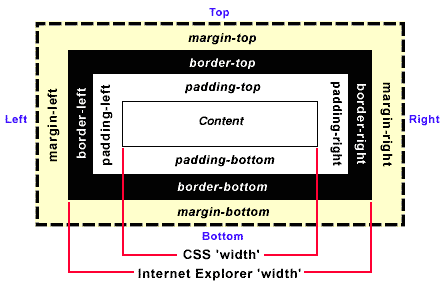 Top
margin-top
border-top
padding-top
Left
margin-left
border-left
padding-left
Content
padding-right
border-right
margin-right
Right
padding-bottom
border-bottom
margin-bottom
Bottom
CSS 'width'
Internet Explorer 'width'